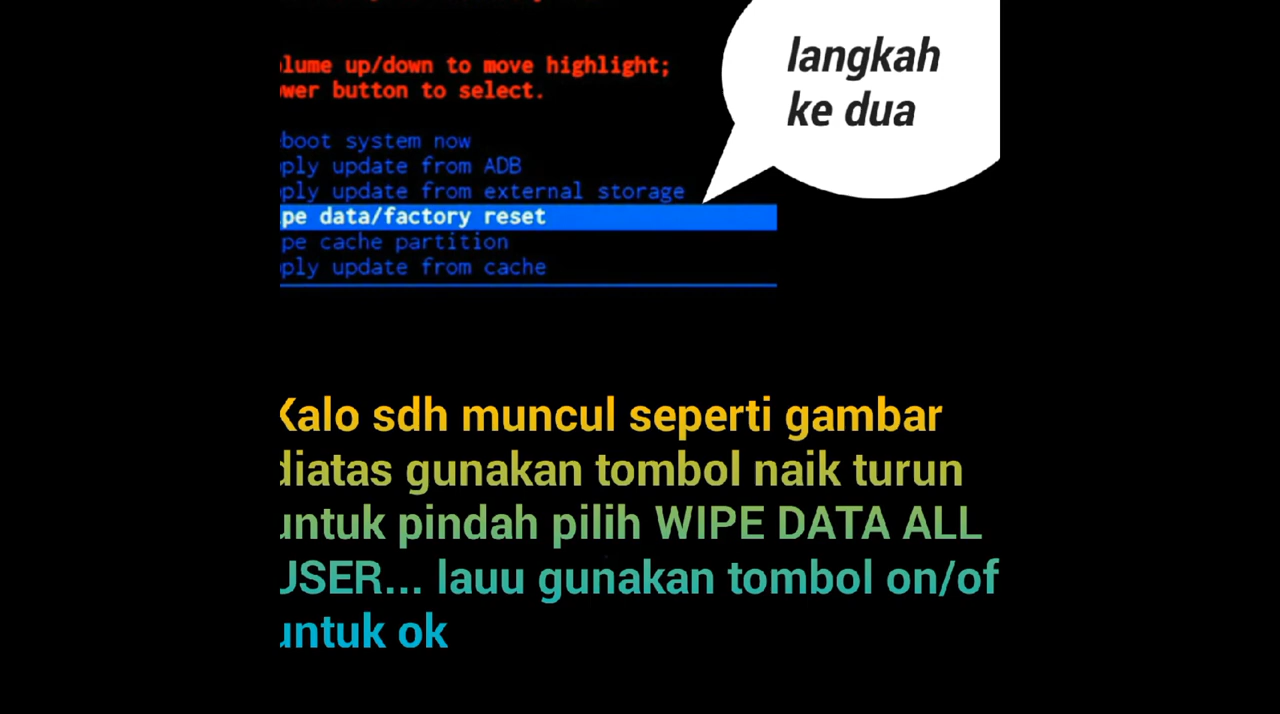 lume up/down to move highlight;
wer button to select.
boot system now
ply update from ADB
ply update from external storage
pe data/factory reset
pe cache partition
ply update from cache
langkah
ke dua
Kalo sdh muncul seperti gambar
diatas gunakan tombol naik turun
untuk pindah pilih WIPE DATA ALL
USER... lauu gunakan tombol on/of
untuk ok